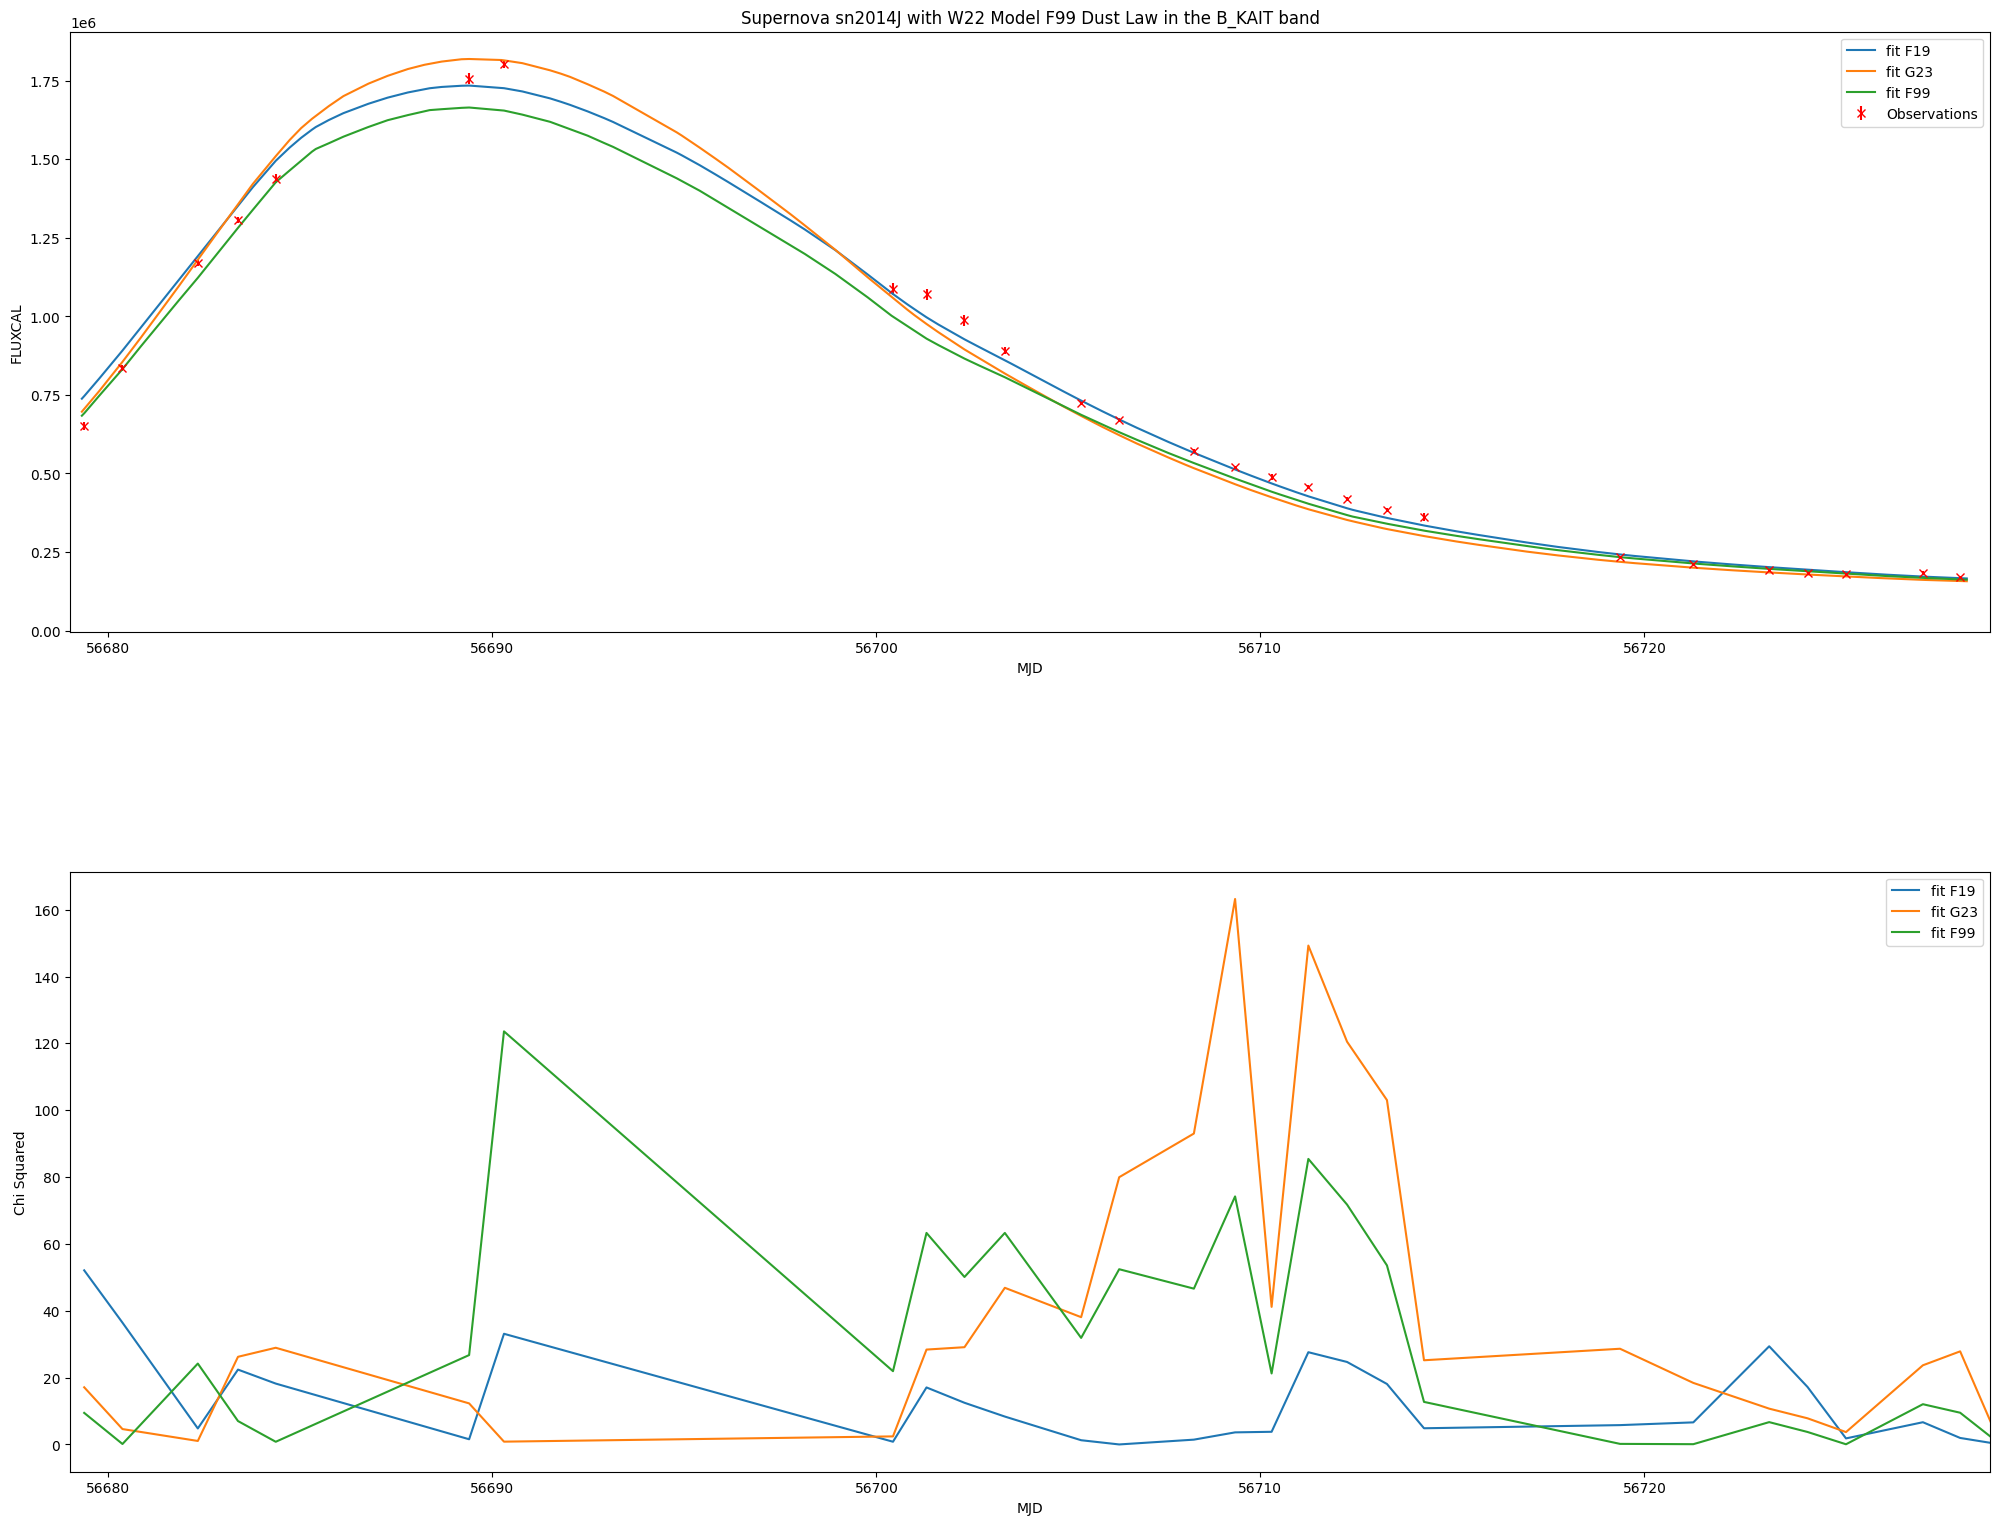 Supernova sn2014J with W22 Model F99 Dust Law in the B_KAIT band
1e6
fit F19
fit G23
fit F99
Observations
1.75
1.50
1.25
1.00
0.75
0.50
0.25
0.00
FLUXCAL
56680
56690
56700
56710
56720
MJD
fit F19
fit G23
fit F99
160
140
120
100
80
60
40
20
0
Chi Squared
56680
56690
56700
56710
56720
MJD